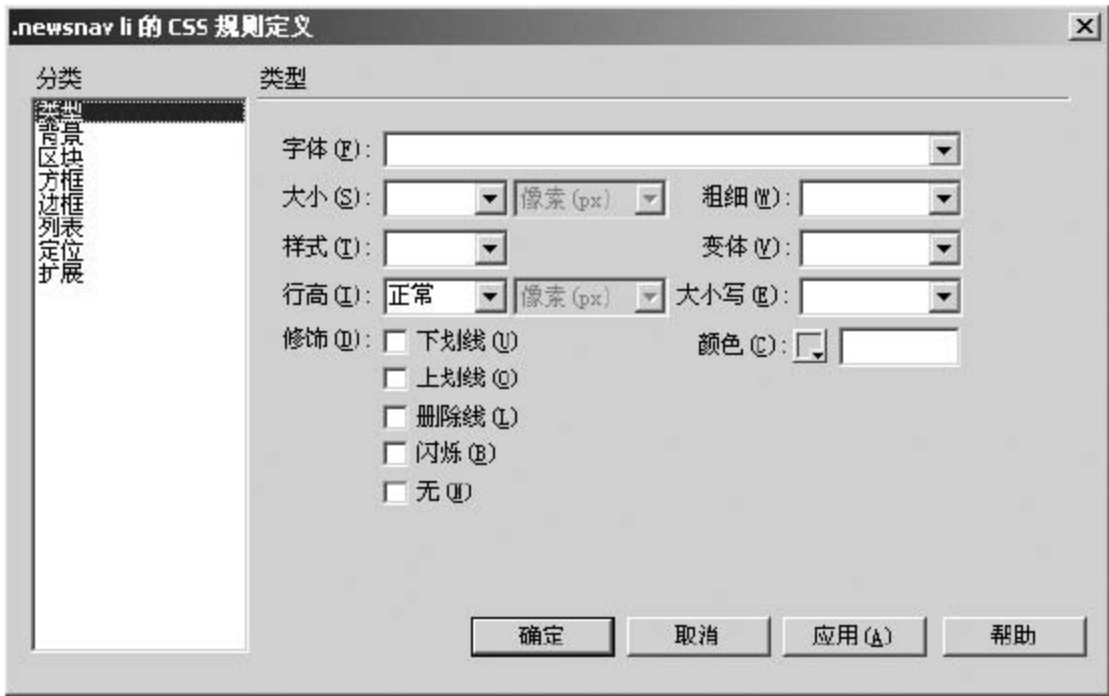 .newsnav li 的 CSS 规则定义
分类
类型
背景
区块
方框
边框
列表
定位
扩展
类型
字体(F):
大小(S): 像素(px) 粗细(W):
样式(T): 变体(V):
行高(I): 正常 像素(px) 大小写(E):
修饰(D): 下划线(U) 颜色(C):
上划线(O)
删除线(L)
闪烁(B)
无(N)
确定 取消 应用(A) 帮助